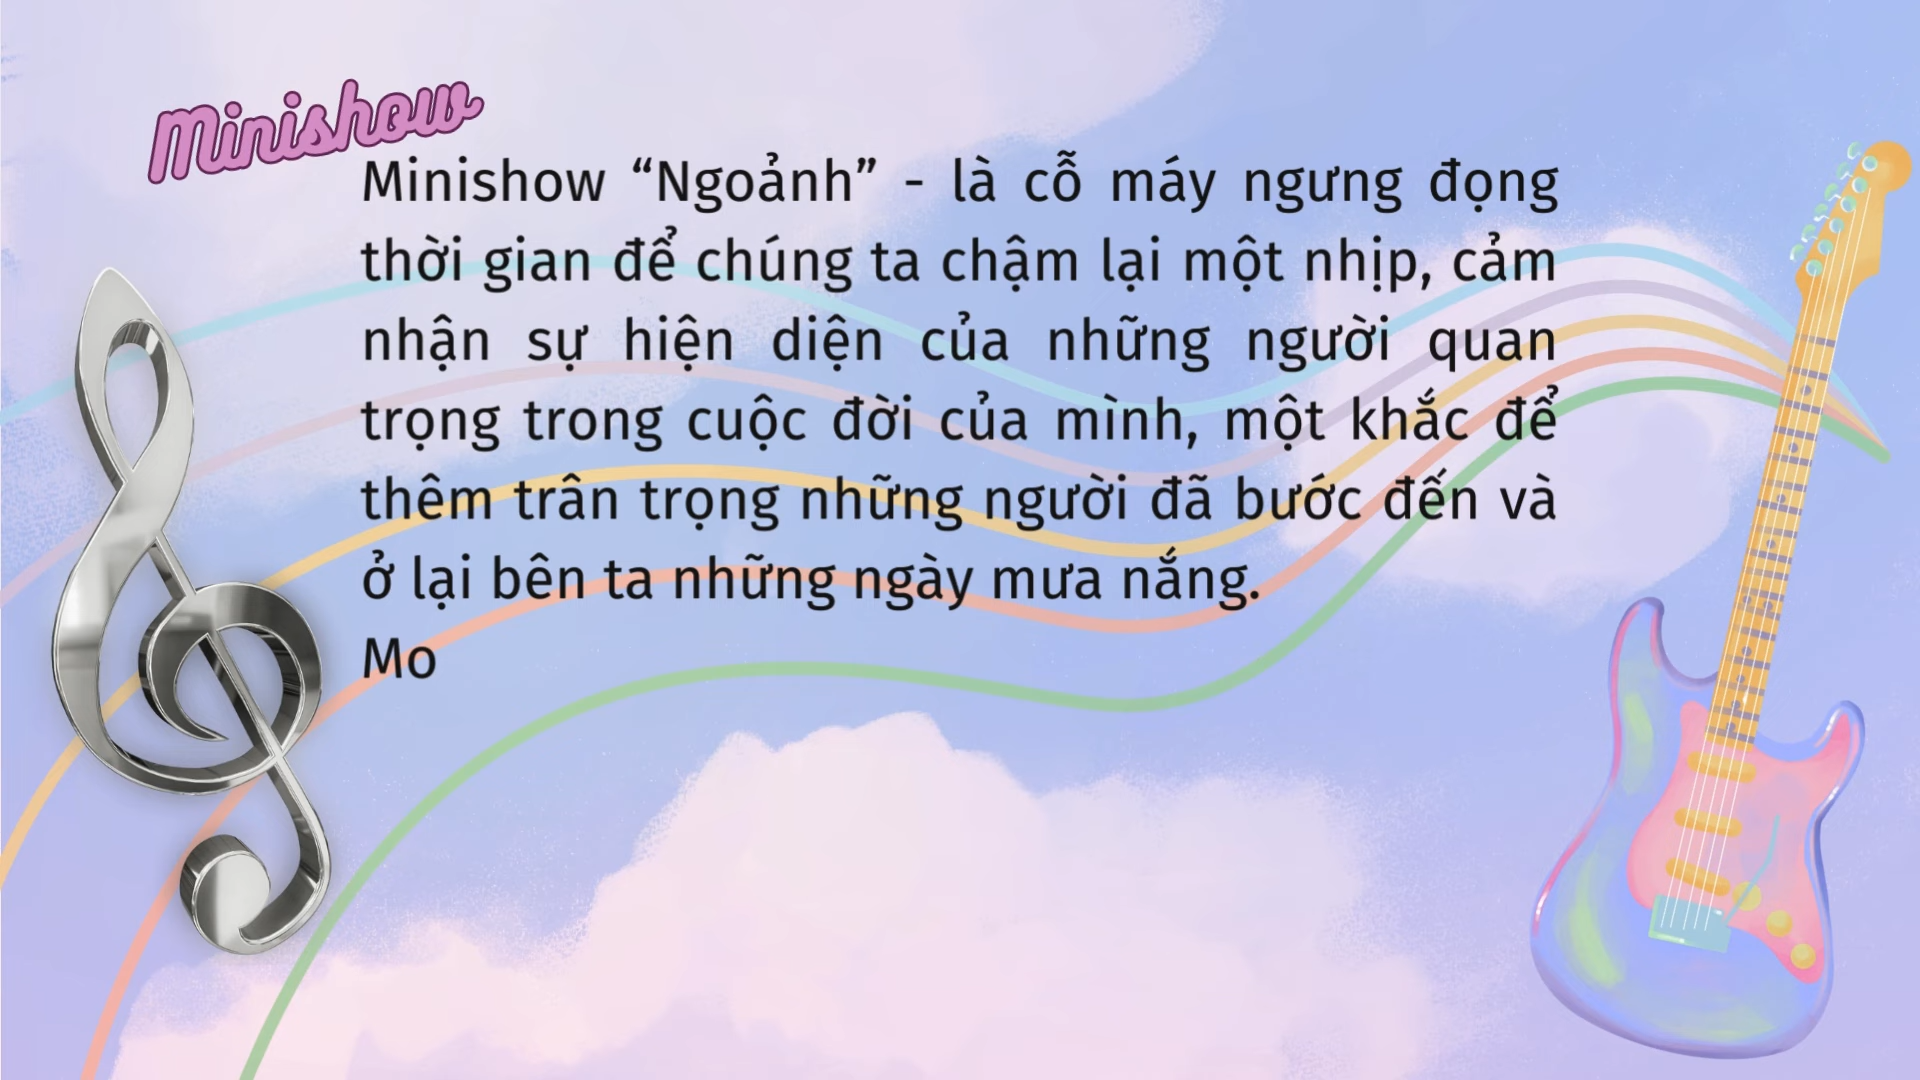 Minishow
Minishow “Ngoảnh” - là cỗ máy ngưng đọng
thời gian để chúng ta chậm lại một nhịp, cảm
nhận sự hiện diện của những người quan
trọng trong cuộc đời của mình, một khắc để
thêm trân trọng những người đã bước đến và
ở lại bên ta những ngày mưa nắng.
Mo